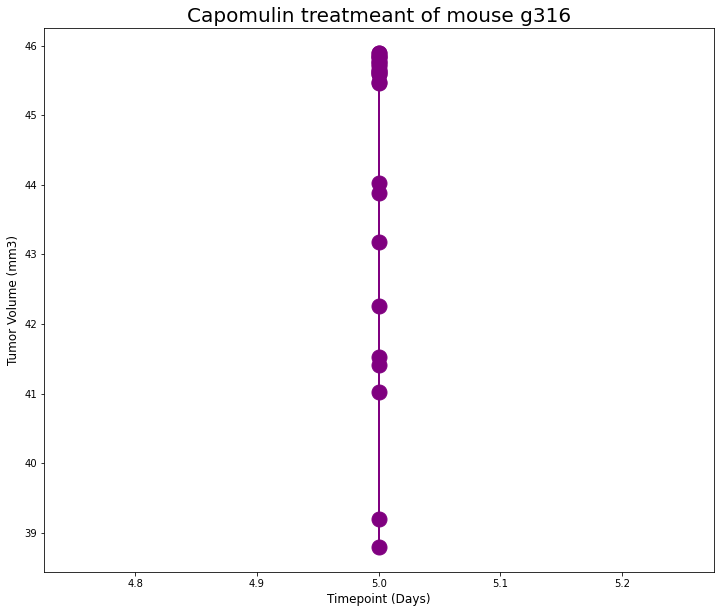 Capomulin treatmeant of mouse g316
46
45
44
43
42
41
40
39
Tumor Volume (mm3)
4.8 4.9 5.0 5.1 5.2
Timepoint (Days)